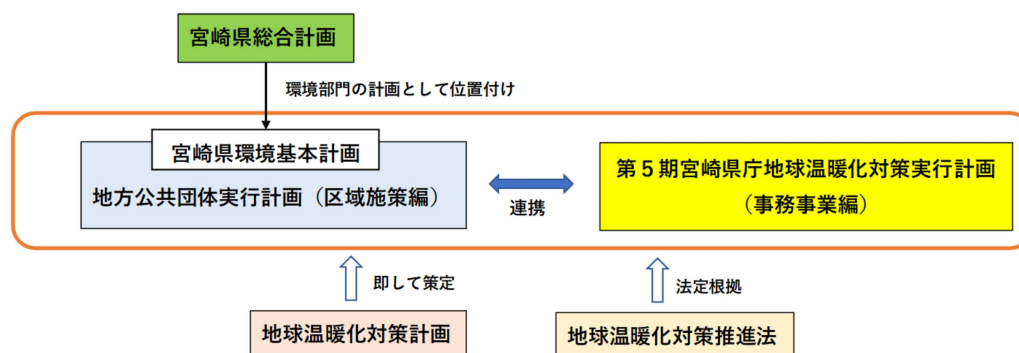 宮崎県総合計画
環境部門の計画として位置付け
宮崎県環境基本計画
地方公共団体実行計画（区域施策編）
連携
第５期宮崎県庁地球温暖化対策実行計画
（事務事業編）
即して策定
法定根拠
地球温暖化対策計画
地球温暖化対策推進法